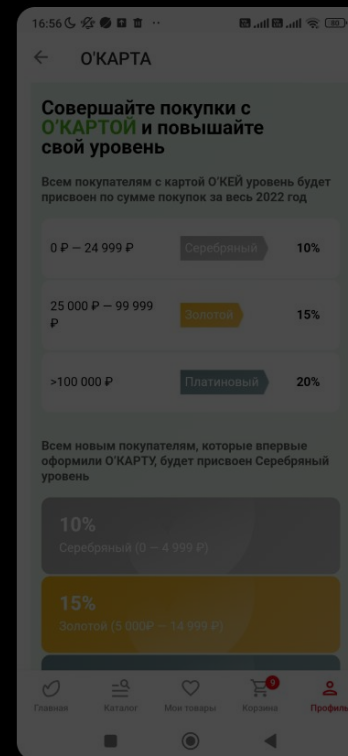 16:56
80
О'КАРТА
Совершайте покупки с
О'КАРТОЙ и повышайте
свой уровень
Всем покупателям с картой О'КЕЙ уровень будет
присвоен по сумме покупок за весь 2022 год
0 ₽ — 24 999 ₽ Серебряный 10%
25 000 ₽ — 99 999
₽ Золотой 15%
>100 000 ₽ Платиновый 20%
Всем новым покупателям, которые впервые
оформили О'КАРТУ, будет присвоен Серебряный
уровень
10%
Серебряный (0 — 4 999 ₽)
15%
Золотой (5 000₽ — 14 999 ₽)
9
Главная Каталог Мои товары Корзина Профиль